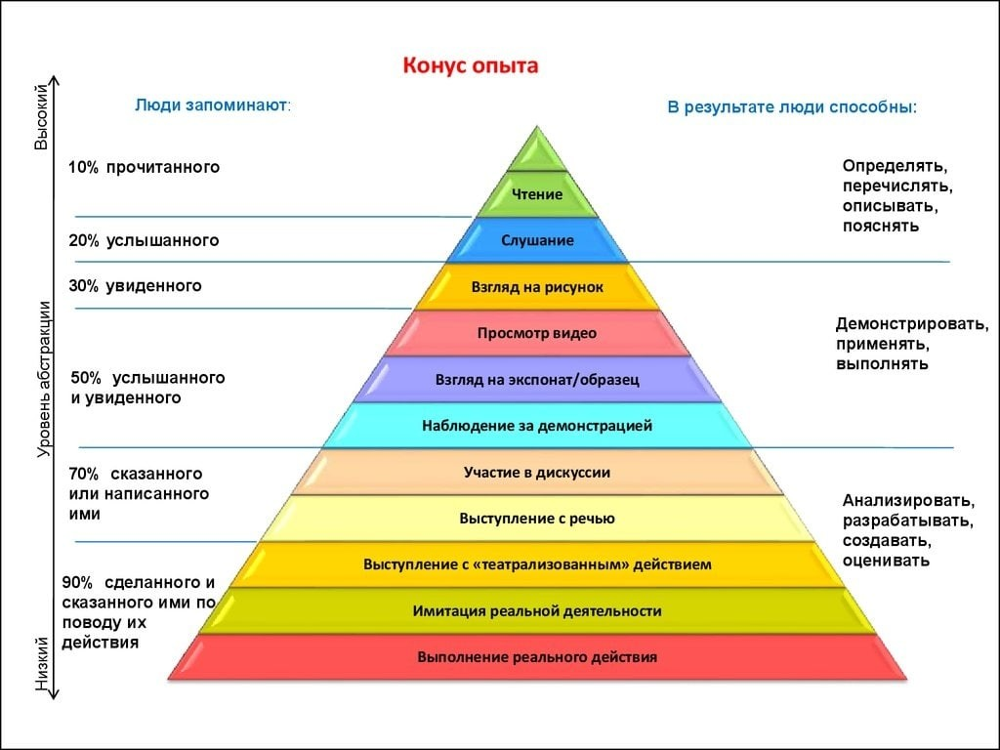 Конус опыта
Люди запоминают:
В результате люди способны:
Высокий
Уровень абстракции
Низкий
10% прочитанного
20% услышанного
30% увиденного
50% услышанного
и увиденного
70% сказанного
или написанного
ими
90% сделанного и
сказанного ими по
поводу их
действия
Чтение
Слушание
Взгляд на рисунок
Просмотр видео
Взгляд на экспонат/образец
Наблюдение за демонстрацией
Участие в дискуссии
Выступление с речью
Выступление с «театрализованным» действием
Имитация реальной деятельности
Выполнение реального действия
Определять,
перечислять,
описывать,
пояснять
Демонстрировать,
применять,
выполнять
Анализировать,
разрабатывать,
создавать,
оценивать